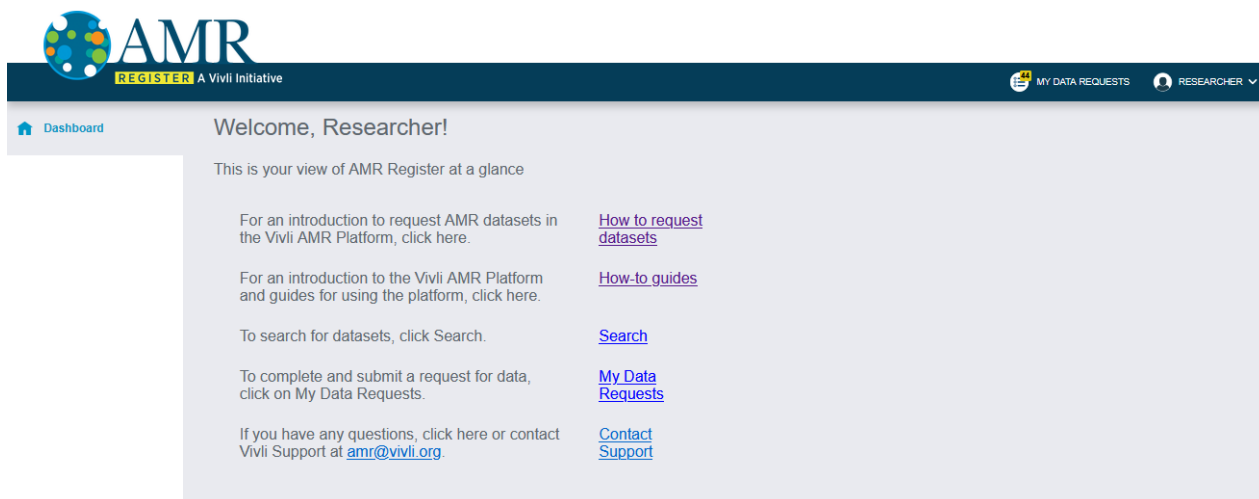 AMR
REGISTER A Vivli Initiative
44 MY DATA REQUESTS RESEARCHER
Dashboard
Welcome, Researcher!
This is your view of AMR Register at a glance
For an introduction to request AMR datasets in
the Vivli AMR Platform, click here.
How to request
datasets
For an introduction to the Vivli AMR Platform
and guides for using the platform, click here.
How-to guides
To search for datasets, click Search.
Search
To complete and submit a request for data,
click on My Data Requests.
My Data
Requests
If you have any questions, click here or contact
Vivli Support at amr@vivli.org.
Contact
Support